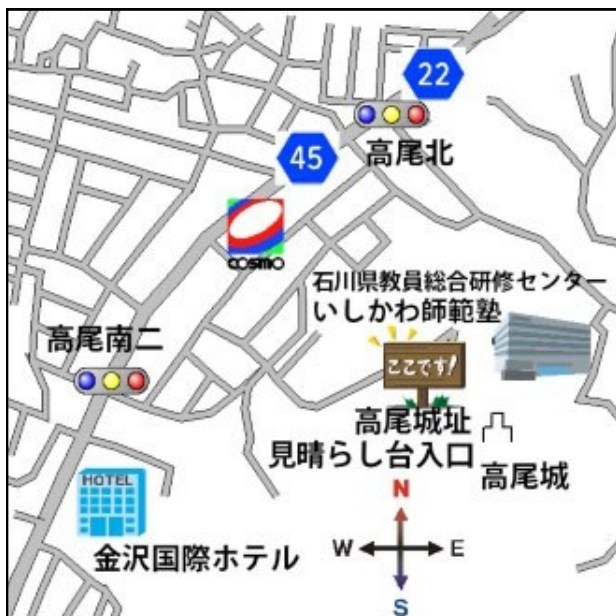 22
高尾北
45
COSMO
石川県教員総合研修センター
いしかわ師範塾
高尾南二
ここです!
高尾城址
見晴らし台入口
高尾城
HOTEL
金沢国際ホテル
N
W
E
S